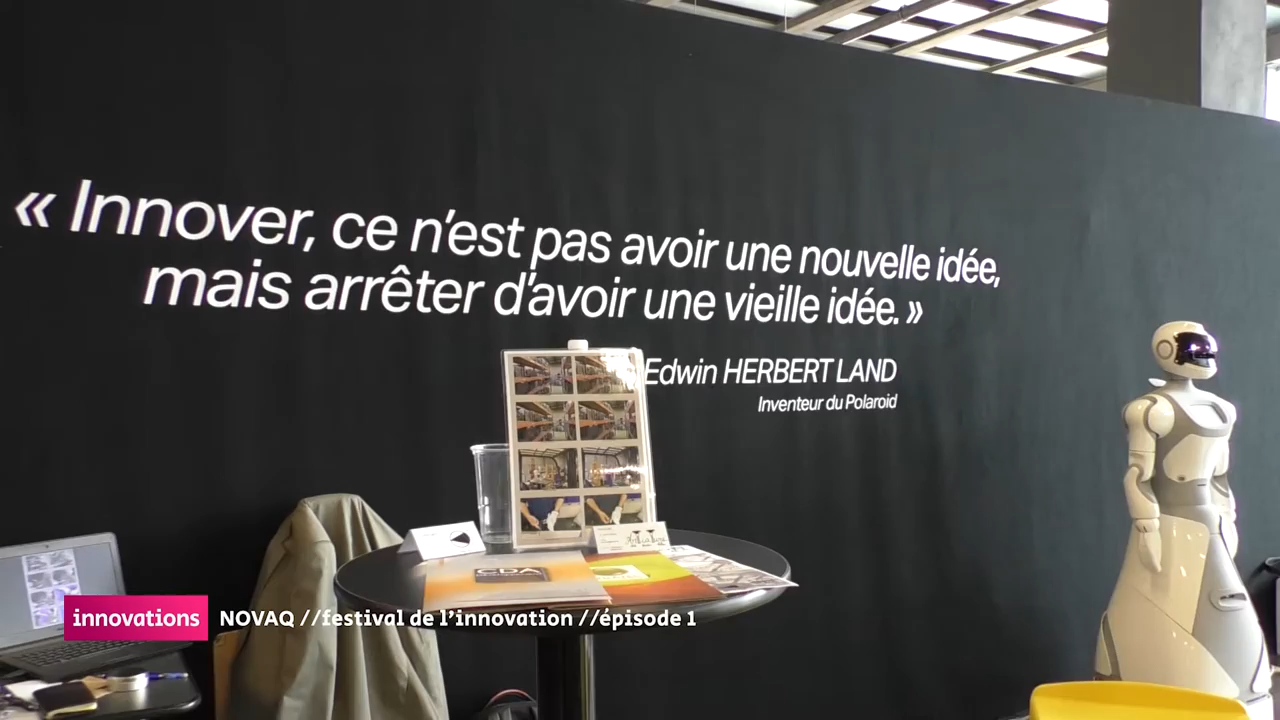 « Innover, ce n'est pas avoir une nouvelle idée,
mais arrêter d'avoir une vieille idée. »
Edwin HERBERT LAND
Inventeur du Polaroid
CDA
innovations NOVAQ //festival de l'innovation //épisode 1